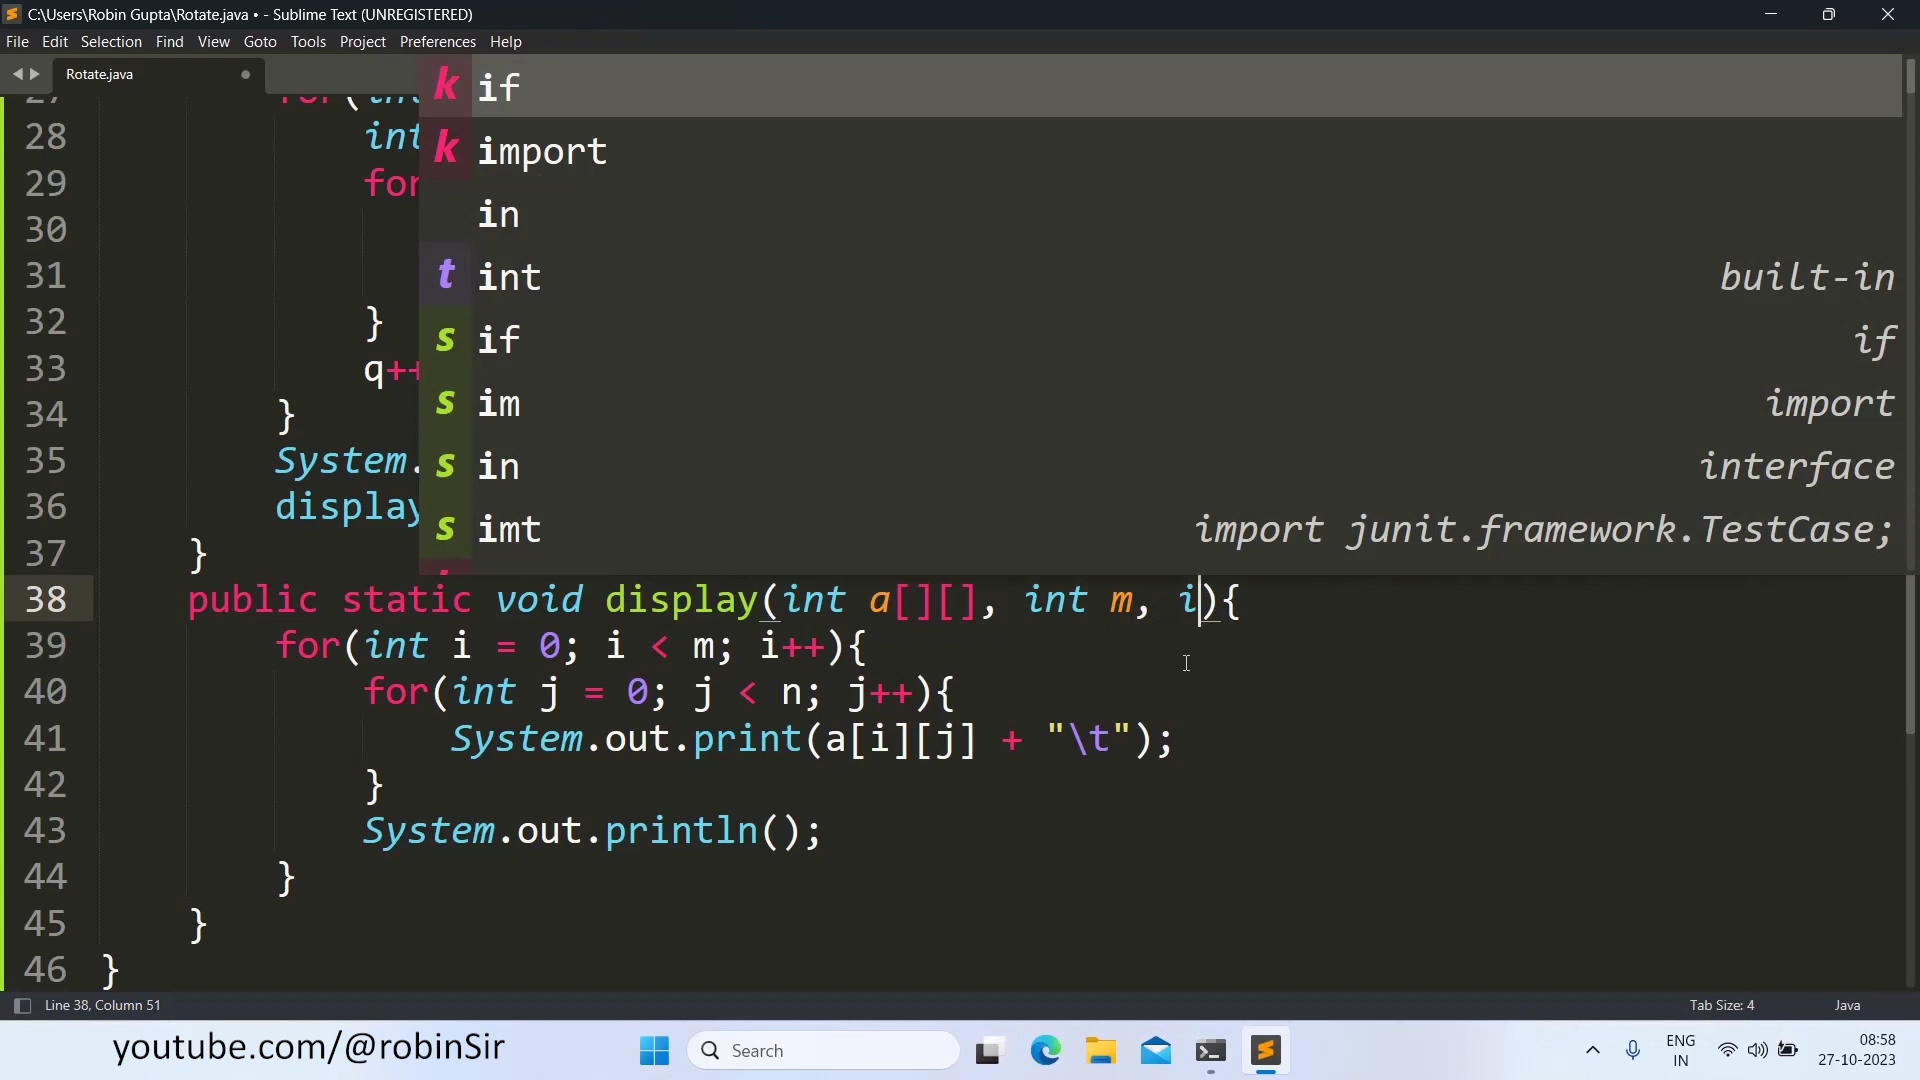 C:\Users\Robin Gupta\Rotate.java • - Sublime Text (UNREGISTERED)
File Edit Selection Find View Goto Tools Project Preferences Help
Rotate.java
if
import
in
int built-in
if if
im import
in interface
imt import junit.framework.TestCase;
28 int
29 for
30
31
32 }
33 q++
34 }
35 System.
36 display
37 }
38 public static void display(int a[][], int m, i){
39 for(int i = 0; i < m; i++){
40 for(int j = 0; j < n; j++){
41 System.out.print(a[i][j] + "\t");
42 }
43 System.out.println();
44 }
45 }
46 }
Line 38, Column 51 Tab Size: 4 Java
youtube.com/@robinSir
Search
ENG
IN
08:58
27-10-2023